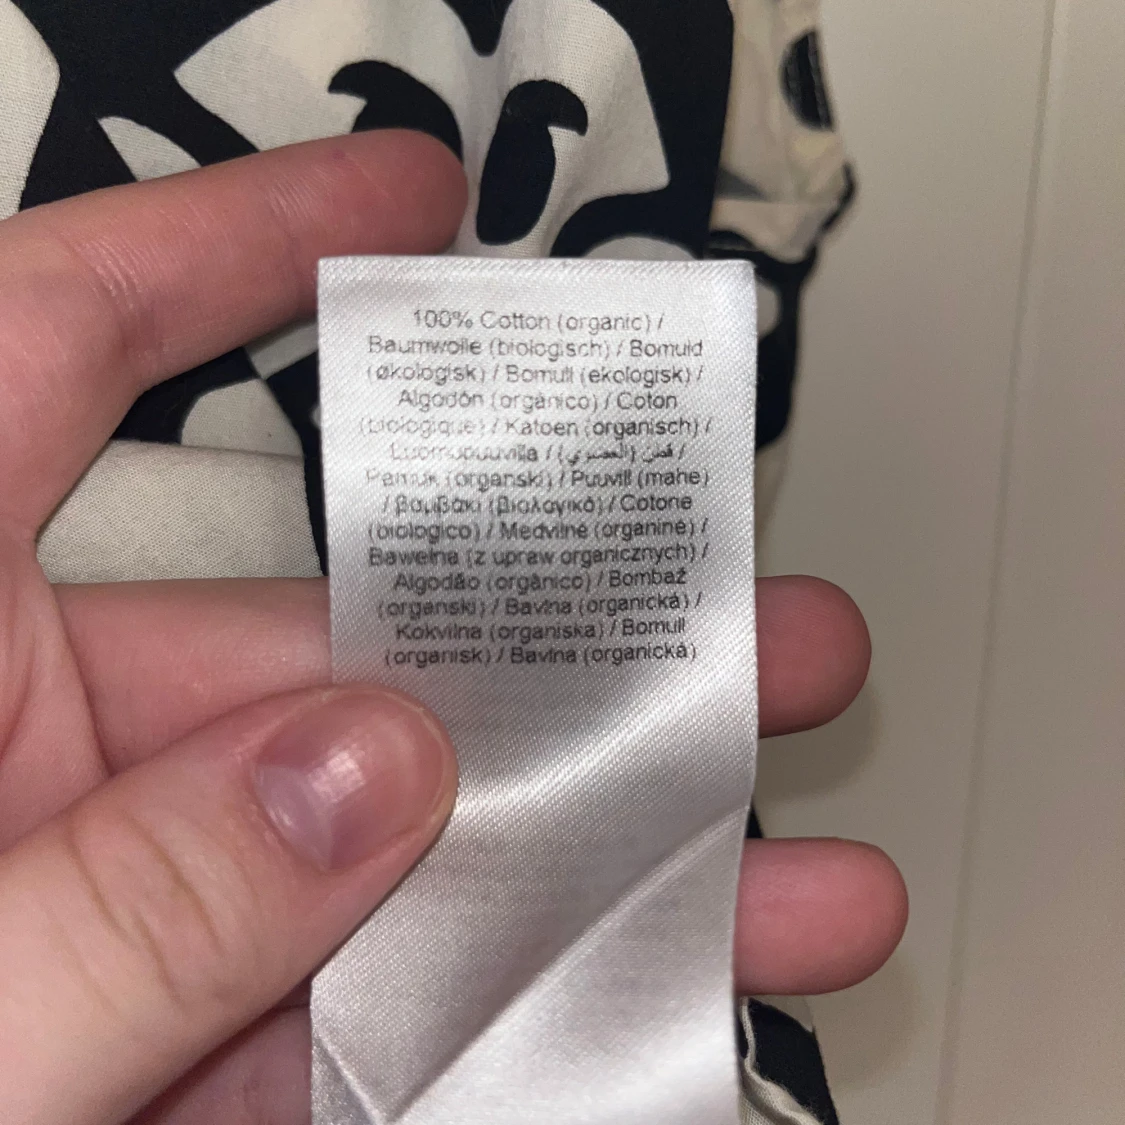 100% Cotton (organic) /
Baumwolle (biologisch) / Bomuld
(økologisk) / Bomull (ekologisk) /
Algodón (orgánico) / Coton
(biologique) / Katoen (organisch) /
Luomupuuvilla / قطن (العضوي) /
Pamuk (organski) / Puuvill (mahe)
/ βαμβάκι (βιολογικό) / Cotone
(biologico) / Medvilnė (organinė) /
Bawełna (z upraw organicznych) /
Algodão (orgânico) / Bombaž
(organski) / Bavlna (organická) /
Kokvilna (organiska) / Bomull
(organisk) / Bavlna (organická)